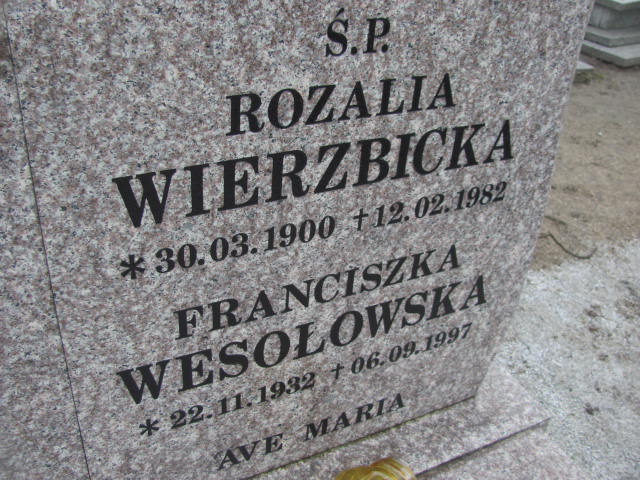 Ś.P.
ROZALIA
WIERZBICKA
* 30.03.1900 † 12.02.1982
FRANCISZKA
WESOŁOWSKA
* 22.11.1932 † 06.09.1997
AVE MARIA